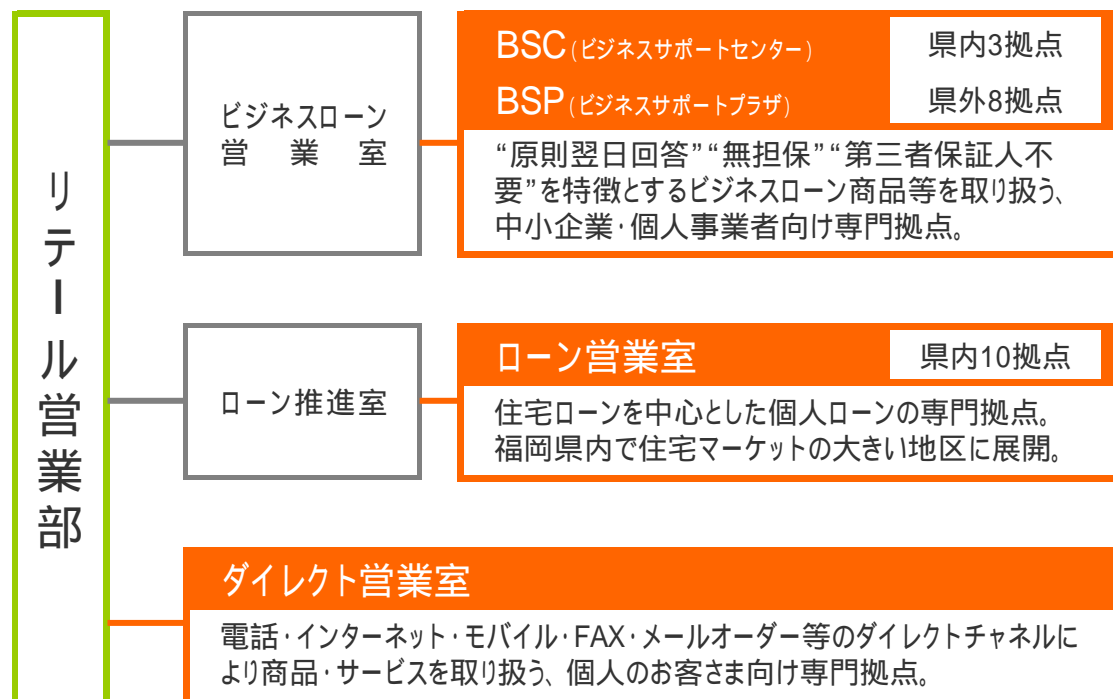 リテール営業部
ビジネスローン
営業室
BSC(ビジネスサポートセンター)
県内3拠点
BSP(ビジネスサポートプラザ)
県外8拠点
“原則翌日回答”“無担保”“第三者保証人不
要”を特徴とするビジネスローン商品等を取り扱う、
中小企業・個人事業者向け専門拠点。
ローン推進室
ローン営業室
県内10拠点
住宅ローンを中心とした個人ローンの専門拠点。
福岡県内で住宅マーケットの大きい地区に展開。
ダイレクト営業室
電話・インターネット・モバイル・FAX・メールオーダー等のダイレクトチャネルに
より商品・サービスを取り扱う、個人のお客さま向け専門拠点。